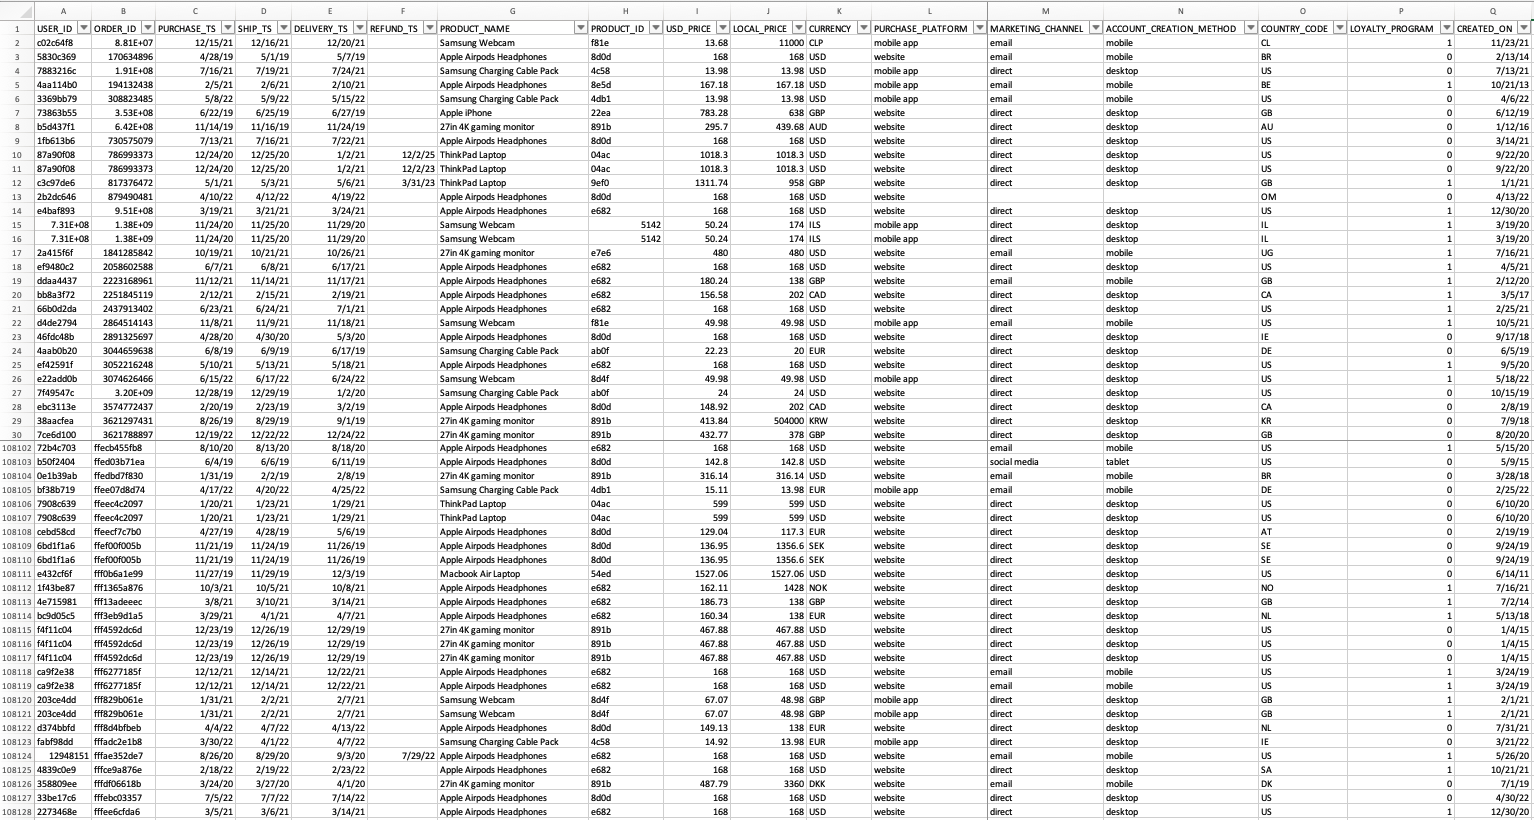 A B C D E F G H I J K L M N O P Q
1 USER_ID ORDER_ID PURCHASE_TS SHIP_TS DELIVERY_TS REFUND_TS PRODUCT_NAME PRODUCT_ID USD_PRICE LOCAL_PRICE CURRENCY PURCHASE_PLATFORM MARKETING_CHANNEL ACCOUNT_CREATION_METHOD COUNTRY_CODE LOYALTY_PROGRAM CREATED_ON
2 c02c64f8 8.81E+07 12/15/21 12/16/21 12/20/21 Samsung Webcam f81e 13.68 11000 CLP mobile app email mobile CL 1 11/23/21
3 5830c369 170634896 4/28/19 5/1/19 5/7/19 Apple Airpods Headphones 8d0d 168 168 USD website email mobile BR 0 2/13/14
4 7883216c 1.91E+08 7/16/21 7/19/21 7/24/21 Samsung Charging Cable Pack 4c58 13.98 13.98 USD mobile app direct desktop US 0 7/13/21
5 4aa114b0 194132438 2/5/21 2/6/21 2/10/21 Apple Airpods Headphones 8e5d 167.18 167.18 USD mobile app email mobile BE 1 10/21/13
6 3369bb79 308823485 5/8/22 5/9/22 5/15/22 Samsung Charging Cable Pack 4db1 13.98 13.98 USD mobile app email mobile US 0 4/6/22
7 73863b55 3.53E+08 6/22/19 6/25/19 6/27/19 Apple iPhone 22ea 783.28 638 GBP website direct desktop GB 0 6/12/19
8 b5d437f1 6.42E+08 11/14/19 11/16/19 11/24/19 27in 4K gaming monitor 891b 295.7 439.68 AUD website direct desktop AU 0 1/12/16
9 1fb613b6 730575079 7/13/21 7/16/21 7/22/21 Apple Airpods Headphones 8d0d 168 168 USD website direct desktop US 0 3/14/21
10 87a90f08 786993373 12/24/20 12/25/20 1/2/21 12/2/25 ThinkPad Laptop 04ac 1018.3 1018.3 USD website direct desktop US 0 9/22/20
11 87a90f08 786993373 12/24/20 12/25/20 1/2/21 12/2/23 ThinkPad Laptop 04ac 1018.3 1018.3 USD website direct desktop US 0 9/22/20
12 c3c97de6 817376472 5/1/21 5/3/21 5/6/21 3/31/23 ThinkPad Laptop 9ef0 1311.74 958 GBP website direct desktop GB 1 1/1/21
13 2b2dc646 879490481 4/10/22 4/12/22 4/19/22 Apple Airpods Headphones 8d0d 168 168 USD website OM 0 4/13/22
14 e4baf893 9.51E+08 3/19/21 3/21/21 3/24/21 Apple Airpods Headphones e682 168 168 USD website direct desktop US 1 12/30/20
15 7.31E+08 1.38E+09 11/24/20 11/25/20 11/29/20 Samsung Webcam 5142 50.24 174 ILS mobile app direct desktop IL 1 3/19/20
16 7.31E+08 1.38E+09 11/24/20 11/25/20 11/29/20 Samsung Webcam 5142 50.24 174 ILS mobile app direct desktop IL 1 3/19/20
17 2a415f6f 1841285842 10/19/21 10/21/21 10/26/21 27in 4K gaming monitor e7e6 480 480 USD website email mobile UG 1 7/16/21
18 ef9480c2 2058602588 6/7/21 6/8/21 6/17/21 Apple Airpods Headphones e682 168 168 USD website direct desktop US 1 4/5/21
19 ddaa4437 2223168961 11/12/21 11/14/21 11/17/21 Apple Airpods Headphones e682 180.24 138 GBP website email mobile GB 1 2/12/20
20 bb8a3f72 2251845119 2/12/21 2/15/21 2/19/21 Apple Airpods Headphones e682 156.58 202 CAD website direct desktop CA 1 3/5/17
21 66b0d2da 2437913402 6/23/21 6/24/21 7/1/21 Apple Airpods Headphones e682 168 168 USD website direct desktop US 1 2/25/21
22 d4de2794 2864514143 11/8/21 11/9/21 11/18/21 Samsung Webcam f81e 49.98 49.98 USD mobile app email mobile US 1 10/5/21
23 46fdc48b 2891325697 4/28/20 4/30/20 5/3/20 Apple Airpods Headphones 8d0d 168 168 USD website direct desktop IE 0 9/17/18
24 4aab0b20 3044659638 6/8/19 6/9/19 6/17/19 Samsung Charging Cable Pack ab0f 22.23 20 EUR website direct desktop DE 0 6/5/19
25 ef42591f 3052216248 5/10/21 5/13/21 5/18/21 Apple Airpods Headphones e682 168 168 USD website direct desktop US 1 9/5/20
26 e22add0b 3074626466 6/15/22 6/17/22 6/24/22 Samsung Webcam 8d4f 49.98 49.98 USD mobile app direct desktop US 1 5/18/22
27 7f49547c 3.20E+09 12/28/19 12/29/19 1/2/20 Samsung Charging Cable Pack ab0f 24 24 USD website direct desktop US 0 10/15/19
28 ebc3113e 3574772437 2/20/19 2/23/19 3/2/19 Apple Airpods Headphones 8d0d 148.92 202 CAD website direct desktop CA 0 2/8/19
29 38aacfea 3621297431 8/26/19 8/29/19 9/1/19 27in 4K gaming monitor 891b 413.84 504000 KRW website direct desktop KR 0 7/9/18
30 7ce6d100 3621788897 12/19/22 12/22/22 12/24/22 27in 4K gaming monitor 891b 432.77 378 GBP website direct desktop GB 0 8/20/20
108102 72b4c703 ffecb455fb8 8/10/20 8/13/20 8/18/20 Apple Airpods Headphones e682 168 168 USD website email mobile US 1 5/15/20
108103 b50f2404 ffed03b71ea 6/4/19 6/6/19 6/11/19 Apple Airpods Headphones 8d0d 142.8 142.8 USD website social media tablet US 0 5/9/15
108104 0e1b39ab ffedbd7f830 1/31/19 2/2/19 2/8/19 27in 4K gaming monitor 891b 316.14 316.14 USD website email mobile BR 0 3/28/18
108105 bf38b719 ffee07d8d74 4/17/22 4/20/22 4/25/22 Samsung Charging Cable Pack 4db1 15.11 13.98 EUR mobile app email mobile DE 0 2/25/22
108106 7908c639 ffeec4c2097 1/20/21 1/23/21 1/29/21 ThinkPad Laptop 04ac 599 599 USD website direct desktop US 0 6/10/20
108107 7908c639 ffeec4c2097 1/20/21 1/23/21 1/29/21 ThinkPad Laptop 04ac 599 599 USD website direct desktop US 0 6/10/20
108108 cebd58cd ffeecf7c7b0 4/27/19 4/28/19 5/6/19 Apple Airpods Headphones 8d0d 129.04 117.3 EUR website direct desktop AT 0 2/19/19
108109 6bd1f1a6 ffef00f005b 11/21/19 11/24/19 11/26/19 Apple Airpods Headphones 8d0d 136.95 1356.6 SEK website direct desktop SE 0 9/24/19
108110 6bd1f1a6 ffef00f005b 11/21/19 11/24/19 11/26/19 Apple Airpods Headphones 8d0d 136.95 1356.6 SEK website direct desktop SE 0 9/24/19
108111 e432cf6f fff0b6a1e99 11/27/19 11/29/19 12/3/19 Macbook Air Laptop 54ed 1527.06 1527.06 USD website direct desktop US 0 6/14/11
108112 1f43be87 fff1365a876 10/3/21 10/5/21 10/8/21 Apple Airpods Headphones e682 162.11 1428 NOK website direct desktop NO 1 7/16/21
108113 4e715981 fff13adeeec 3/8/21 3/10/21 3/14/21 Apple Airpods Headphones e682 186.73 138 GBP website direct desktop GB 1 7/2/14
108114 bc9d05c5 fff3eb9d1a5 3/29/21 4/1/21 4/7/21 Apple Airpods Headphones e682 160.34 138 EUR website direct desktop NL 1 5/13/18
108115 f4f11c04 fff4592dc6d 12/23/19 12/26/19 12/29/19 27in 4K gaming monitor 891b 467.88 467.88 USD website direct desktop US 0 1/4/15
108116 f4f11c04 fff4592dc6d 12/23/19 12/26/19 12/29/19 27in 4K gaming monitor 891b 467.88 467.88 USD website direct desktop US 0 1/4/15
108117 f4f11c04 fff4592dc6d 12/23/19 12/26/19 12/29/19 27in 4K gaming monitor 891b 467.88 467.88 USD website direct desktop US 0 1/4/15
108118 ca9f2e38 fff6277185f 12/12/21 12/14/21 12/22/21 Apple Airpods Headphones e682 168 168 USD website email mobile US 1 3/24/19
108119 ca9f2e38 fff6277185f 12/12/21 12/14/21 12/22/21 Apple Airpods Headphones e682 168 168 USD website email mobile US 1 3/24/19
108120 203ce4dd fff829b061e 1/31/21 2/2/21 2/7/21 Samsung Webcam 8d4f 67.07 48.98 GBP mobile app direct desktop GB 1 2/1/21
108121 203ce4dd fff829b061e 1/31/21 2/2/21 2/7/21 Samsung Webcam 8d4f 67.07 48.98 GBP mobile app direct desktop GB 1 2/1/21
108122 d374bbfd fff8d4bfbeb 4/4/22 4/7/22 4/13/22 Apple Airpods Headphones 8d0d 149.13 138 EUR website direct desktop NL 0 7/31/21
108123 fabf98dd fffadc2e1b8 3/30/22 4/1/22 4/7/22 Samsung Charging Cable Pack 4c58 14.92 13.98 EUR mobile app direct desktop IE 0 3/21/22
108124 12948151 fffae352de7 8/26/20 8/29/20 9/3/20 7/29/22 Apple Airpods Headphones e682 168 168 USD website email mobile US 1 5/26/20
108125 4839c0e9 fffce9a876e 2/18/22 2/19/22 2/23/22 Apple Airpods Headphones e682 168 168 USD website direct desktop SA 1 10/21/21
108126 358809ee fffdf06618b 3/24/20 3/27/20 4/1/20 27in 4K gaming monitor 891b 487.79 3360 DKK website email mobile DK 0 7/1/19
108127 33be17c6 fffebc03357 7/5/22 7/7/22 7/14/22 Apple Airpods Headphones 8d0d 168 168 USD website direct desktop US 0 4/30/22
108128 2273468e fffee6cfda6 3/5/21 3/6/21 3/14/21 Apple Airpods Headphones e682 168 168 USD website direct desktop US 1 12/30/20